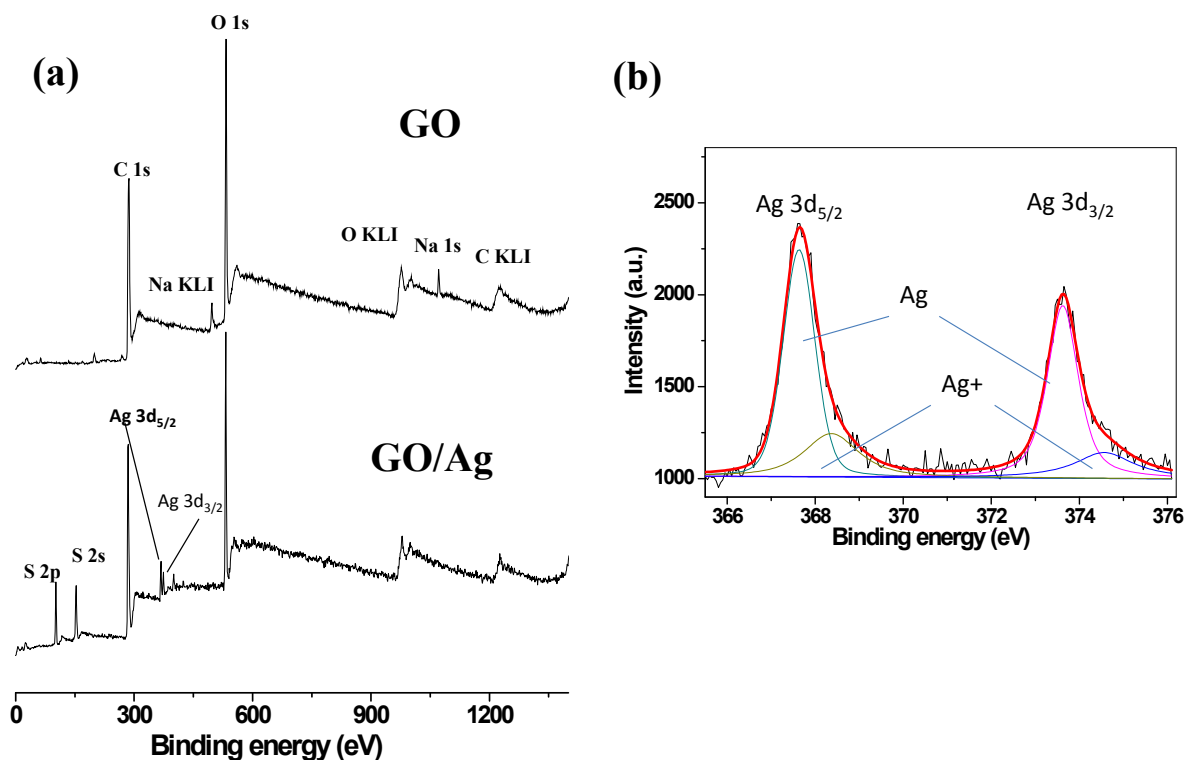 (a)
O 1s
GO
C 1s
O KLI
Na 1s
C KLI
Na KLI
Ag 3d5/2
GO/Ag
Ag 3d3/2
S 2s
S 2p
0 300 600 900 1200
Binding energy (eV)
(b)
Ag 3d5/2
Ag 3d3/2
Ag
Ag+
2500
2000
1500
1000
Intensity (a.u.)
366 368 370 372 374 376
Binding energy (eV)